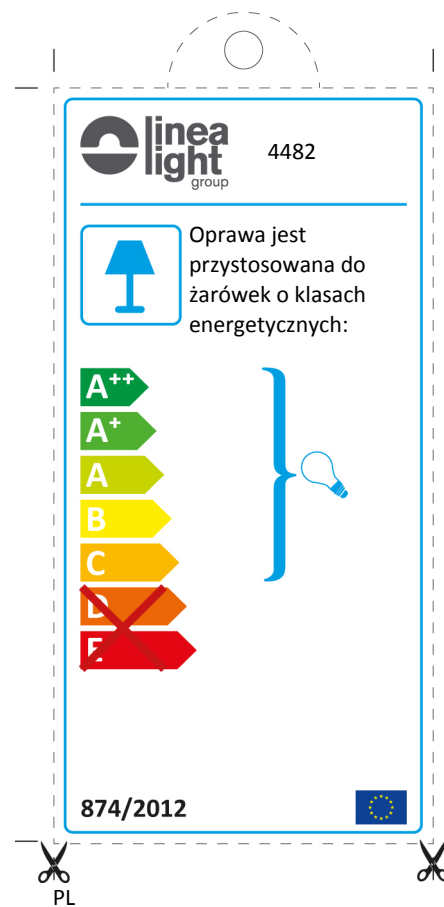 linea
light
group
4482
Oprawa jest
przystosowana do
żarówek o klasach
energetycznych:
A++
A+
A
B
C
D
E
874/2012
PL